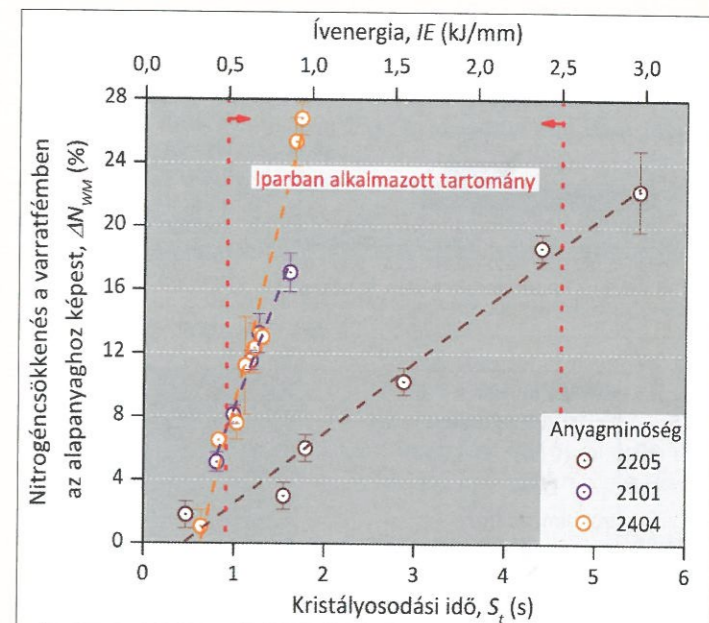 Ívenergia, IE (kJ/mm)
0,0 0,5 1,0 1,5 2,0 2,5 3,0
Nitrogéncsökkenés a varratfémben
az alapanyaghoz képest, ΔN_WM (%)
28
24
20
16
12
8
4
0
Iparban alkalmazott tartomány
Anyagminőség
2205
2101
2404
0 1 2 3 4 5 6
Kristályosodási idő, S_t (s)